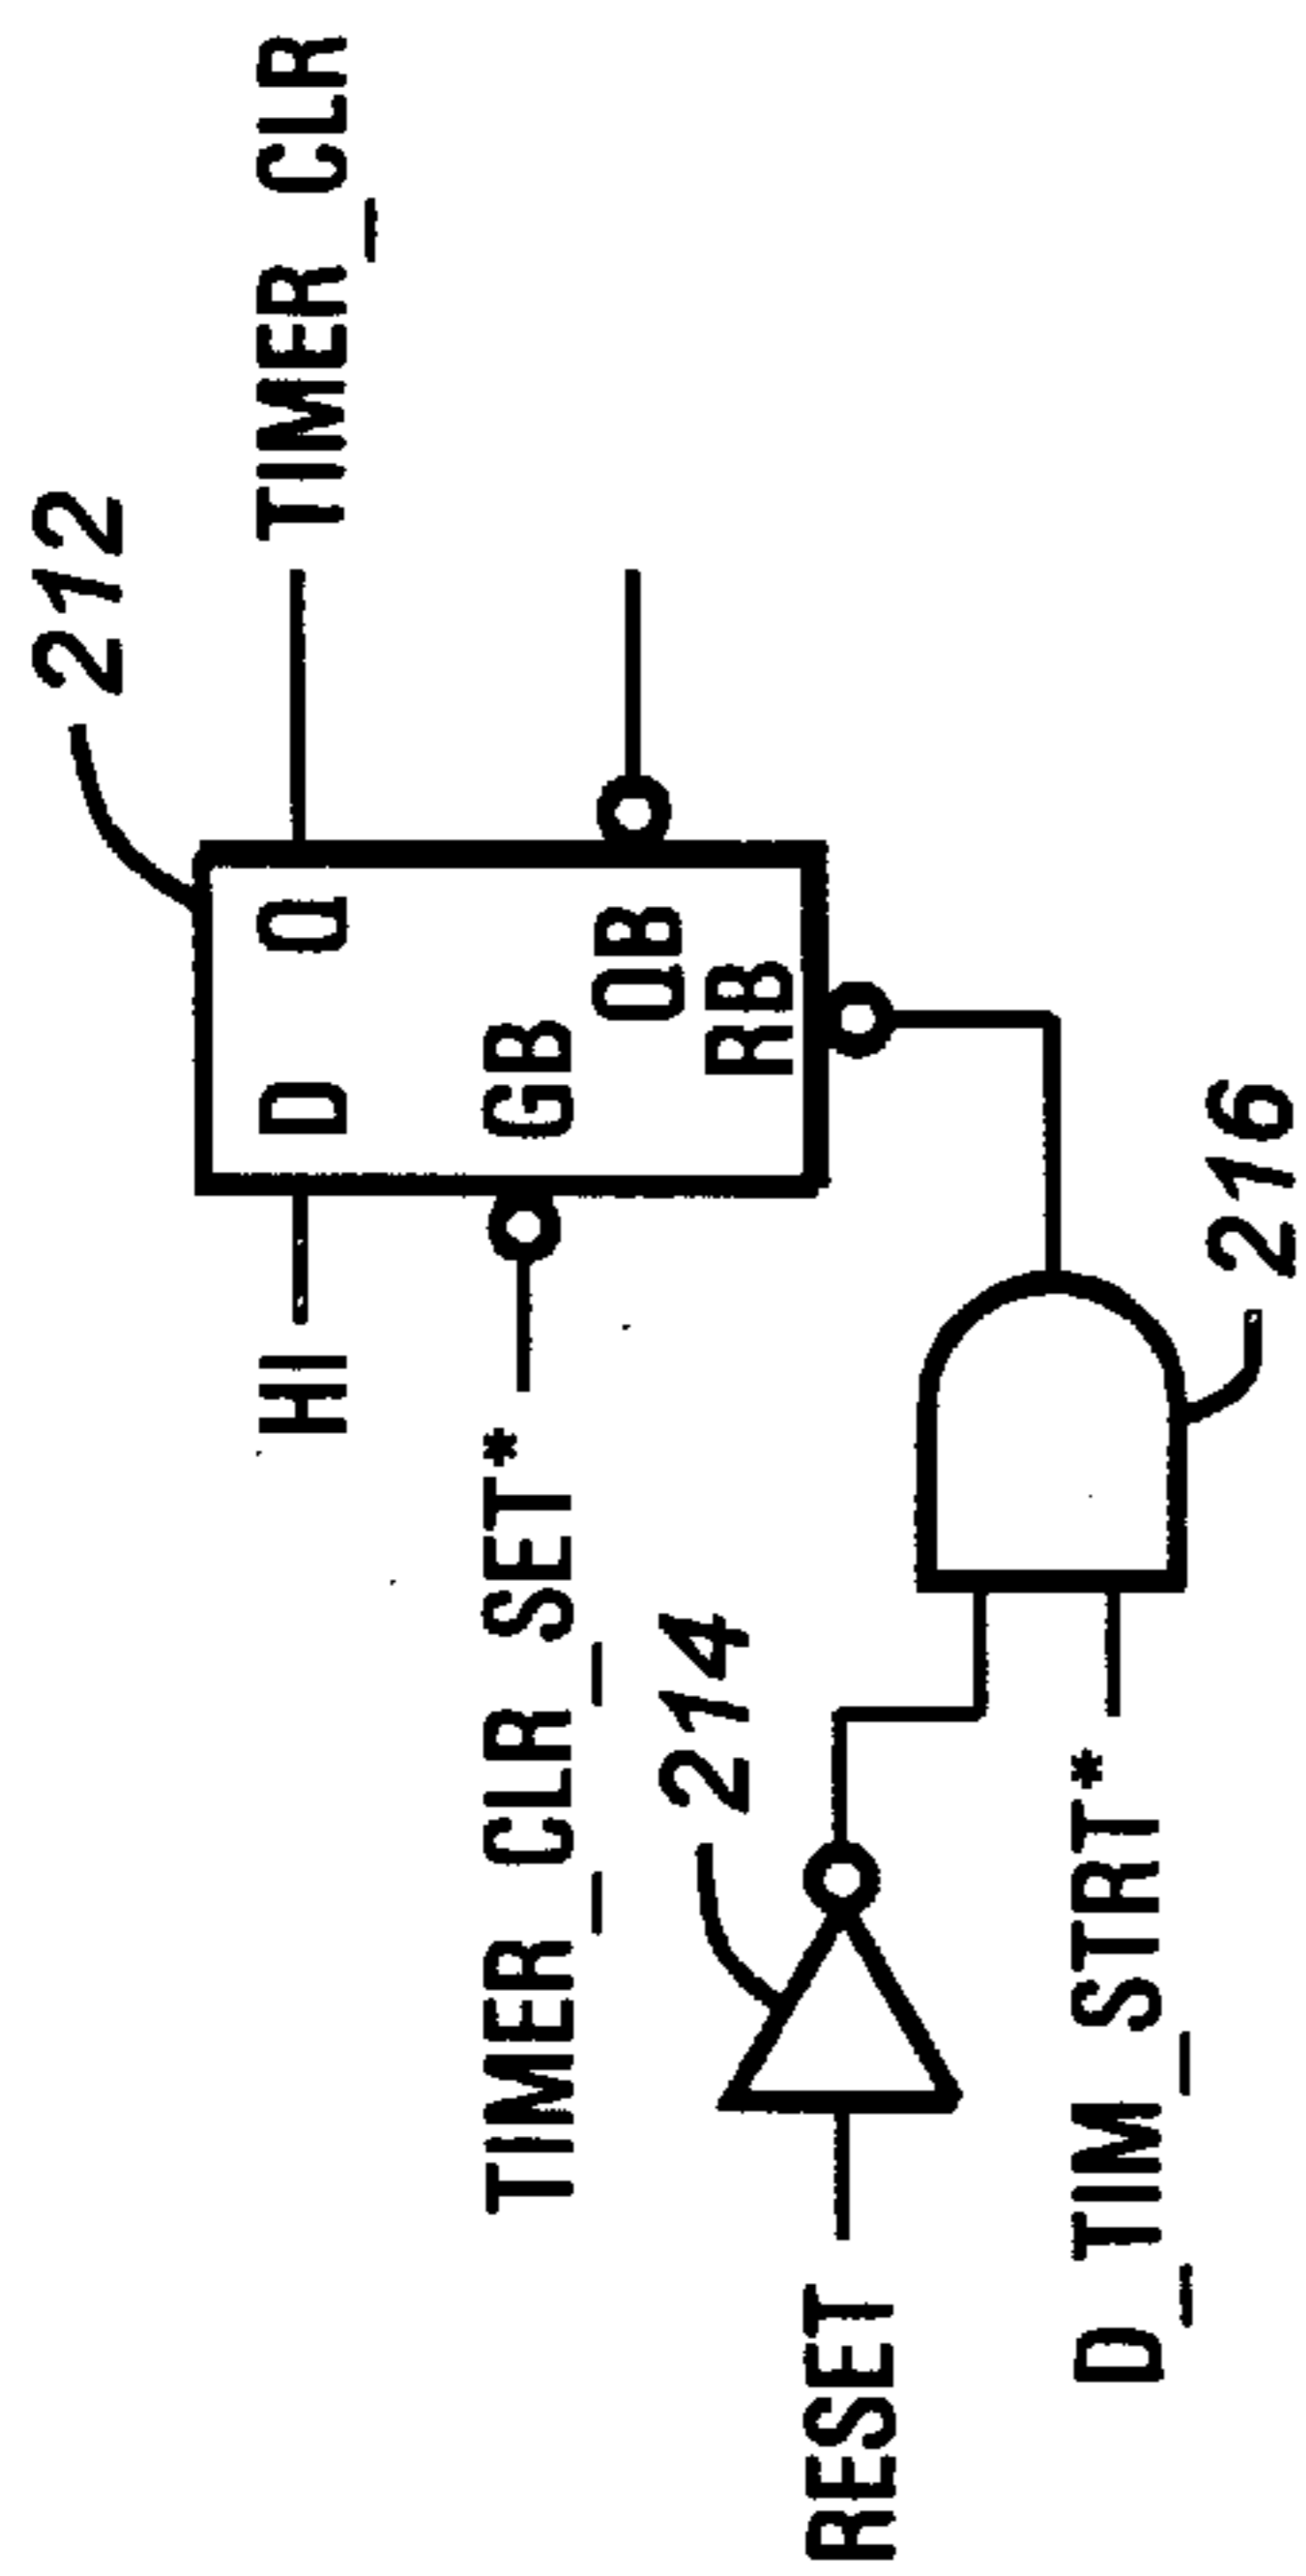 212
HI
D
Q
TIMER_CLR
TIMER_CLR_SET*
GB
QB
RB
214
RESET
D_TIM_STRT*
216